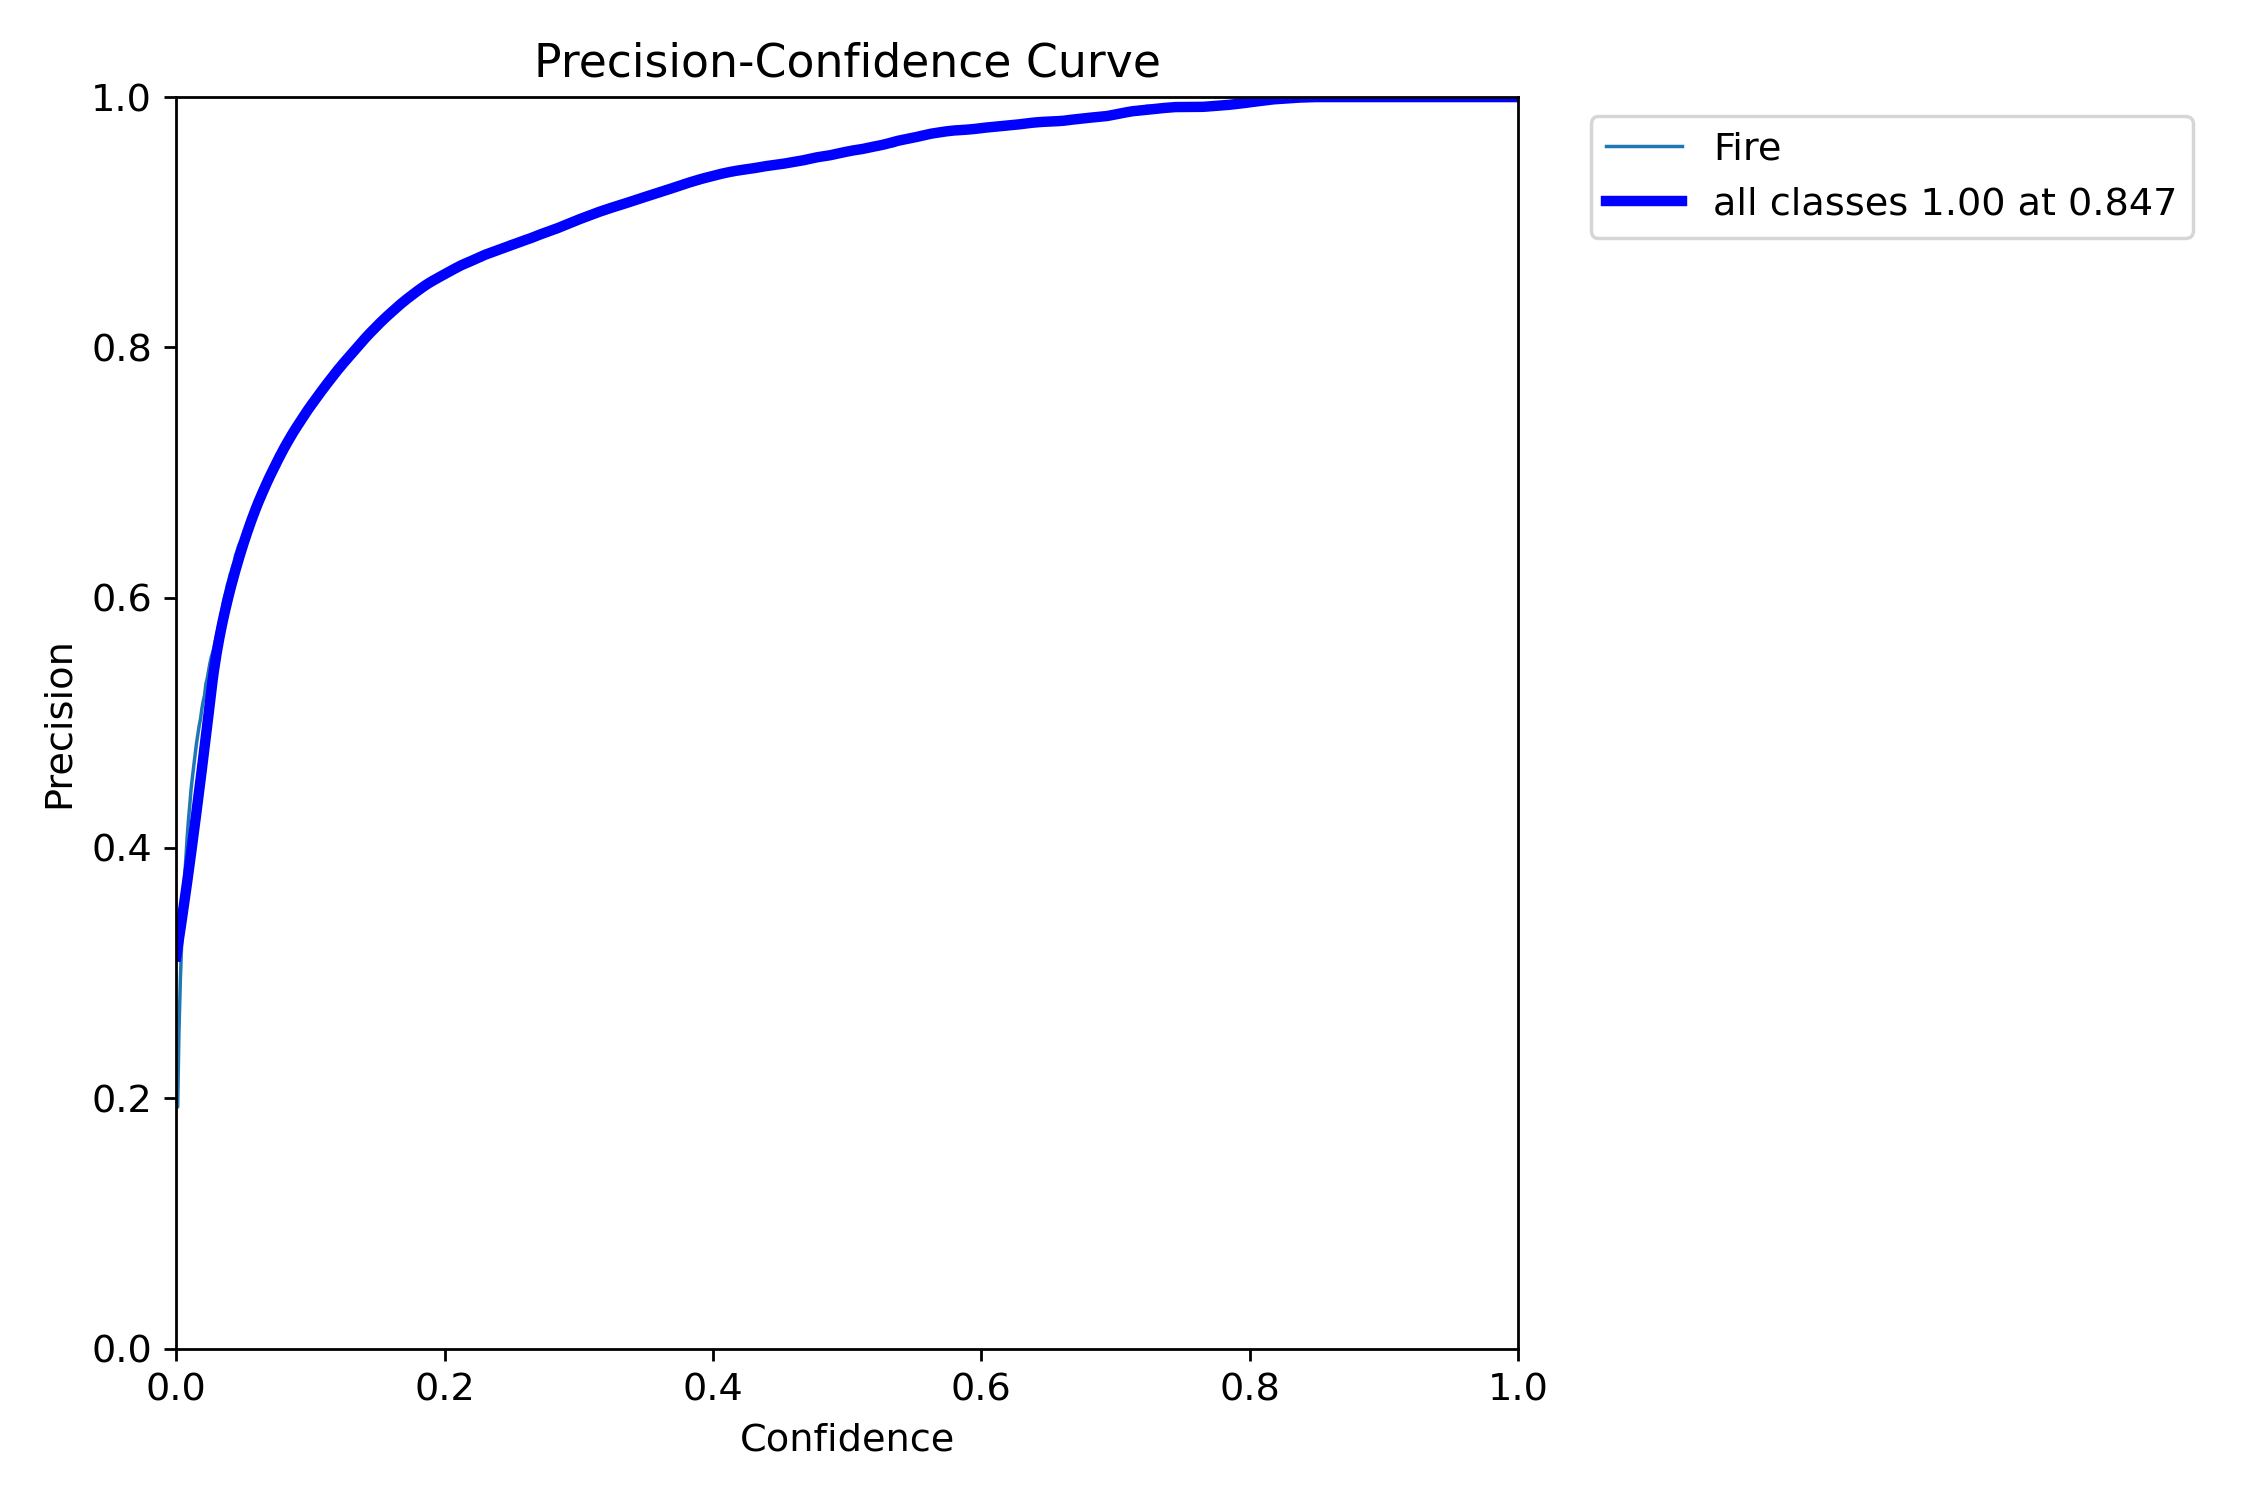 Precision-Confidence Curve
1.0
0.8
0.6
0.4
0.2
0.0
Precision
0.0 0.2 0.4 0.6 0.8 1.0
Confidence
Fire
all classes 1.00 at 0.847